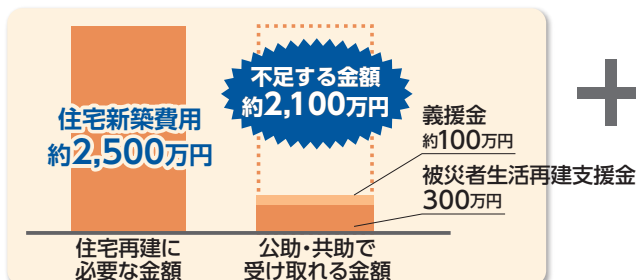 住宅新築費用
約2,500万円
不足する金額
約2,100万円
義援金
約100万円
被災者生活再建支援金
300万円
住宅再建に
必要な金額
公助・共助で
受け取れる金額
+